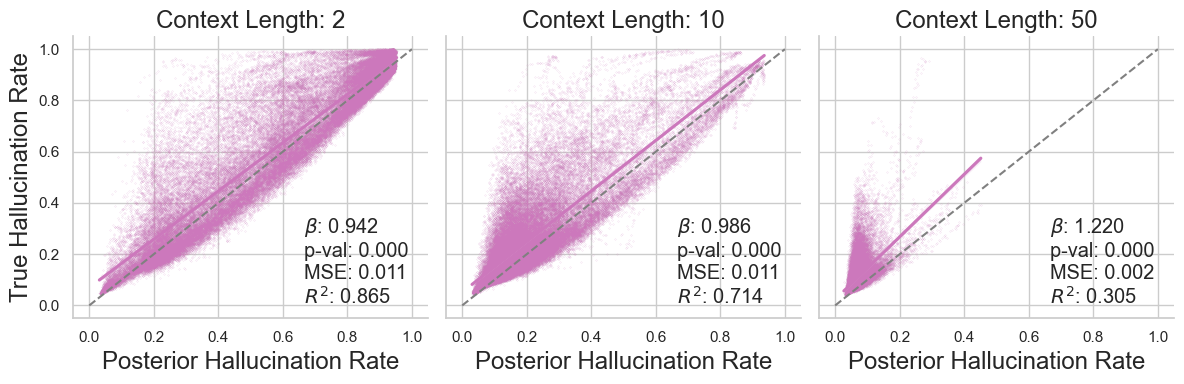 Context Length: 2
Context Length: 10
Context Length: 50
True Hallucination Rate
1.0
0.8
0.6
0.4
0.2
0.0
β: 0.942
p-val: 0.000
MSE: 0.011
R²: 0.865
β: 0.986
p-val: 0.000
MSE: 0.011
R²: 0.714
β: 1.220
p-val: 0.000
MSE: 0.002
R²: 0.305
0.0 0.2 0.4 0.6 0.8 1.0
0.0 0.2 0.4 0.6 0.8 1.0
0.0 0.2 0.4 0.6 0.8 1.0
Posterior Hallucination Rate
Posterior Hallucination Rate
Posterior Hallucination Rate